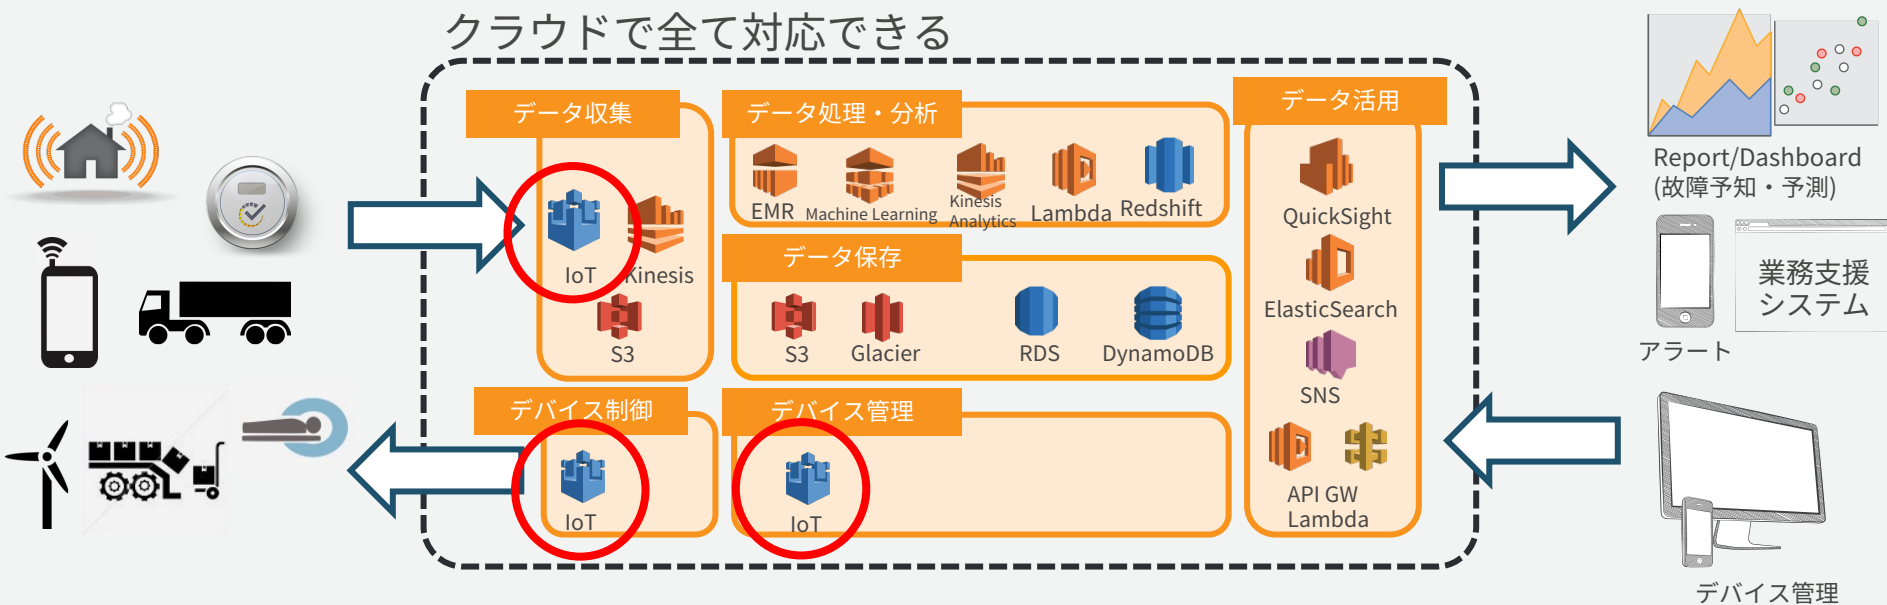 クラウドで全て対応できる
データ収集
IoT
Kinesis
S3
データ処理・分析
EMR
Machine Learning
Kinesis
Analytics
Lambda
Redshift
データ保存
S3
Glacier
RDS
DynamoDB
デバイス制御
IoT
デバイス管理
IoT
データ活用
QuickSight
ElasticSearch
SNS
API GW
Lambda
Report/Dashboard
(故障予知・予測)
業務支援
システム
アラート
デバイス管理